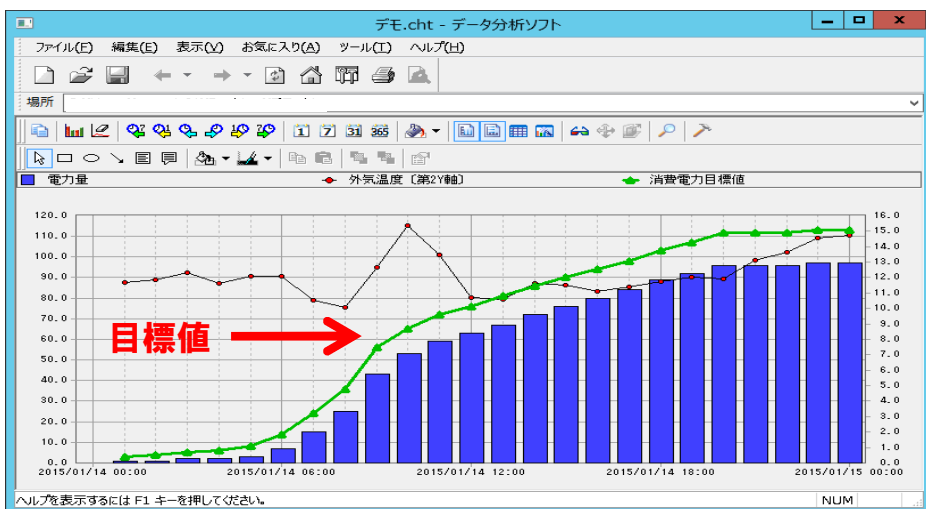 デモ.cht - データ分析ソフト
ファイル(F) 編集(E) 表示(V) お気に入り(A) ツール(T) ヘルプ(H)
場所
1 7 31 365
電力量 外気温度〔第2Y軸〕 消費電力目標値
120.0 16.0
110.0 15.0
100.0 14.0
90.0 13.0
80.0 12.0
70.0 11.0
60.0 10.0
50.0 9.0
40.0 8.0
30.0 7.0
20.0 6.0
10.0 5.0
0.0 4.0
3.0
2.0
1.0
0.0
目標値
2015/01/14 00:00 2015/01/14 06:00 2015/01/14 12:00 2015/01/14 18:00 2015/01/15 00:00
ヘルプを表示するには F1 キーを押してください。 NUM